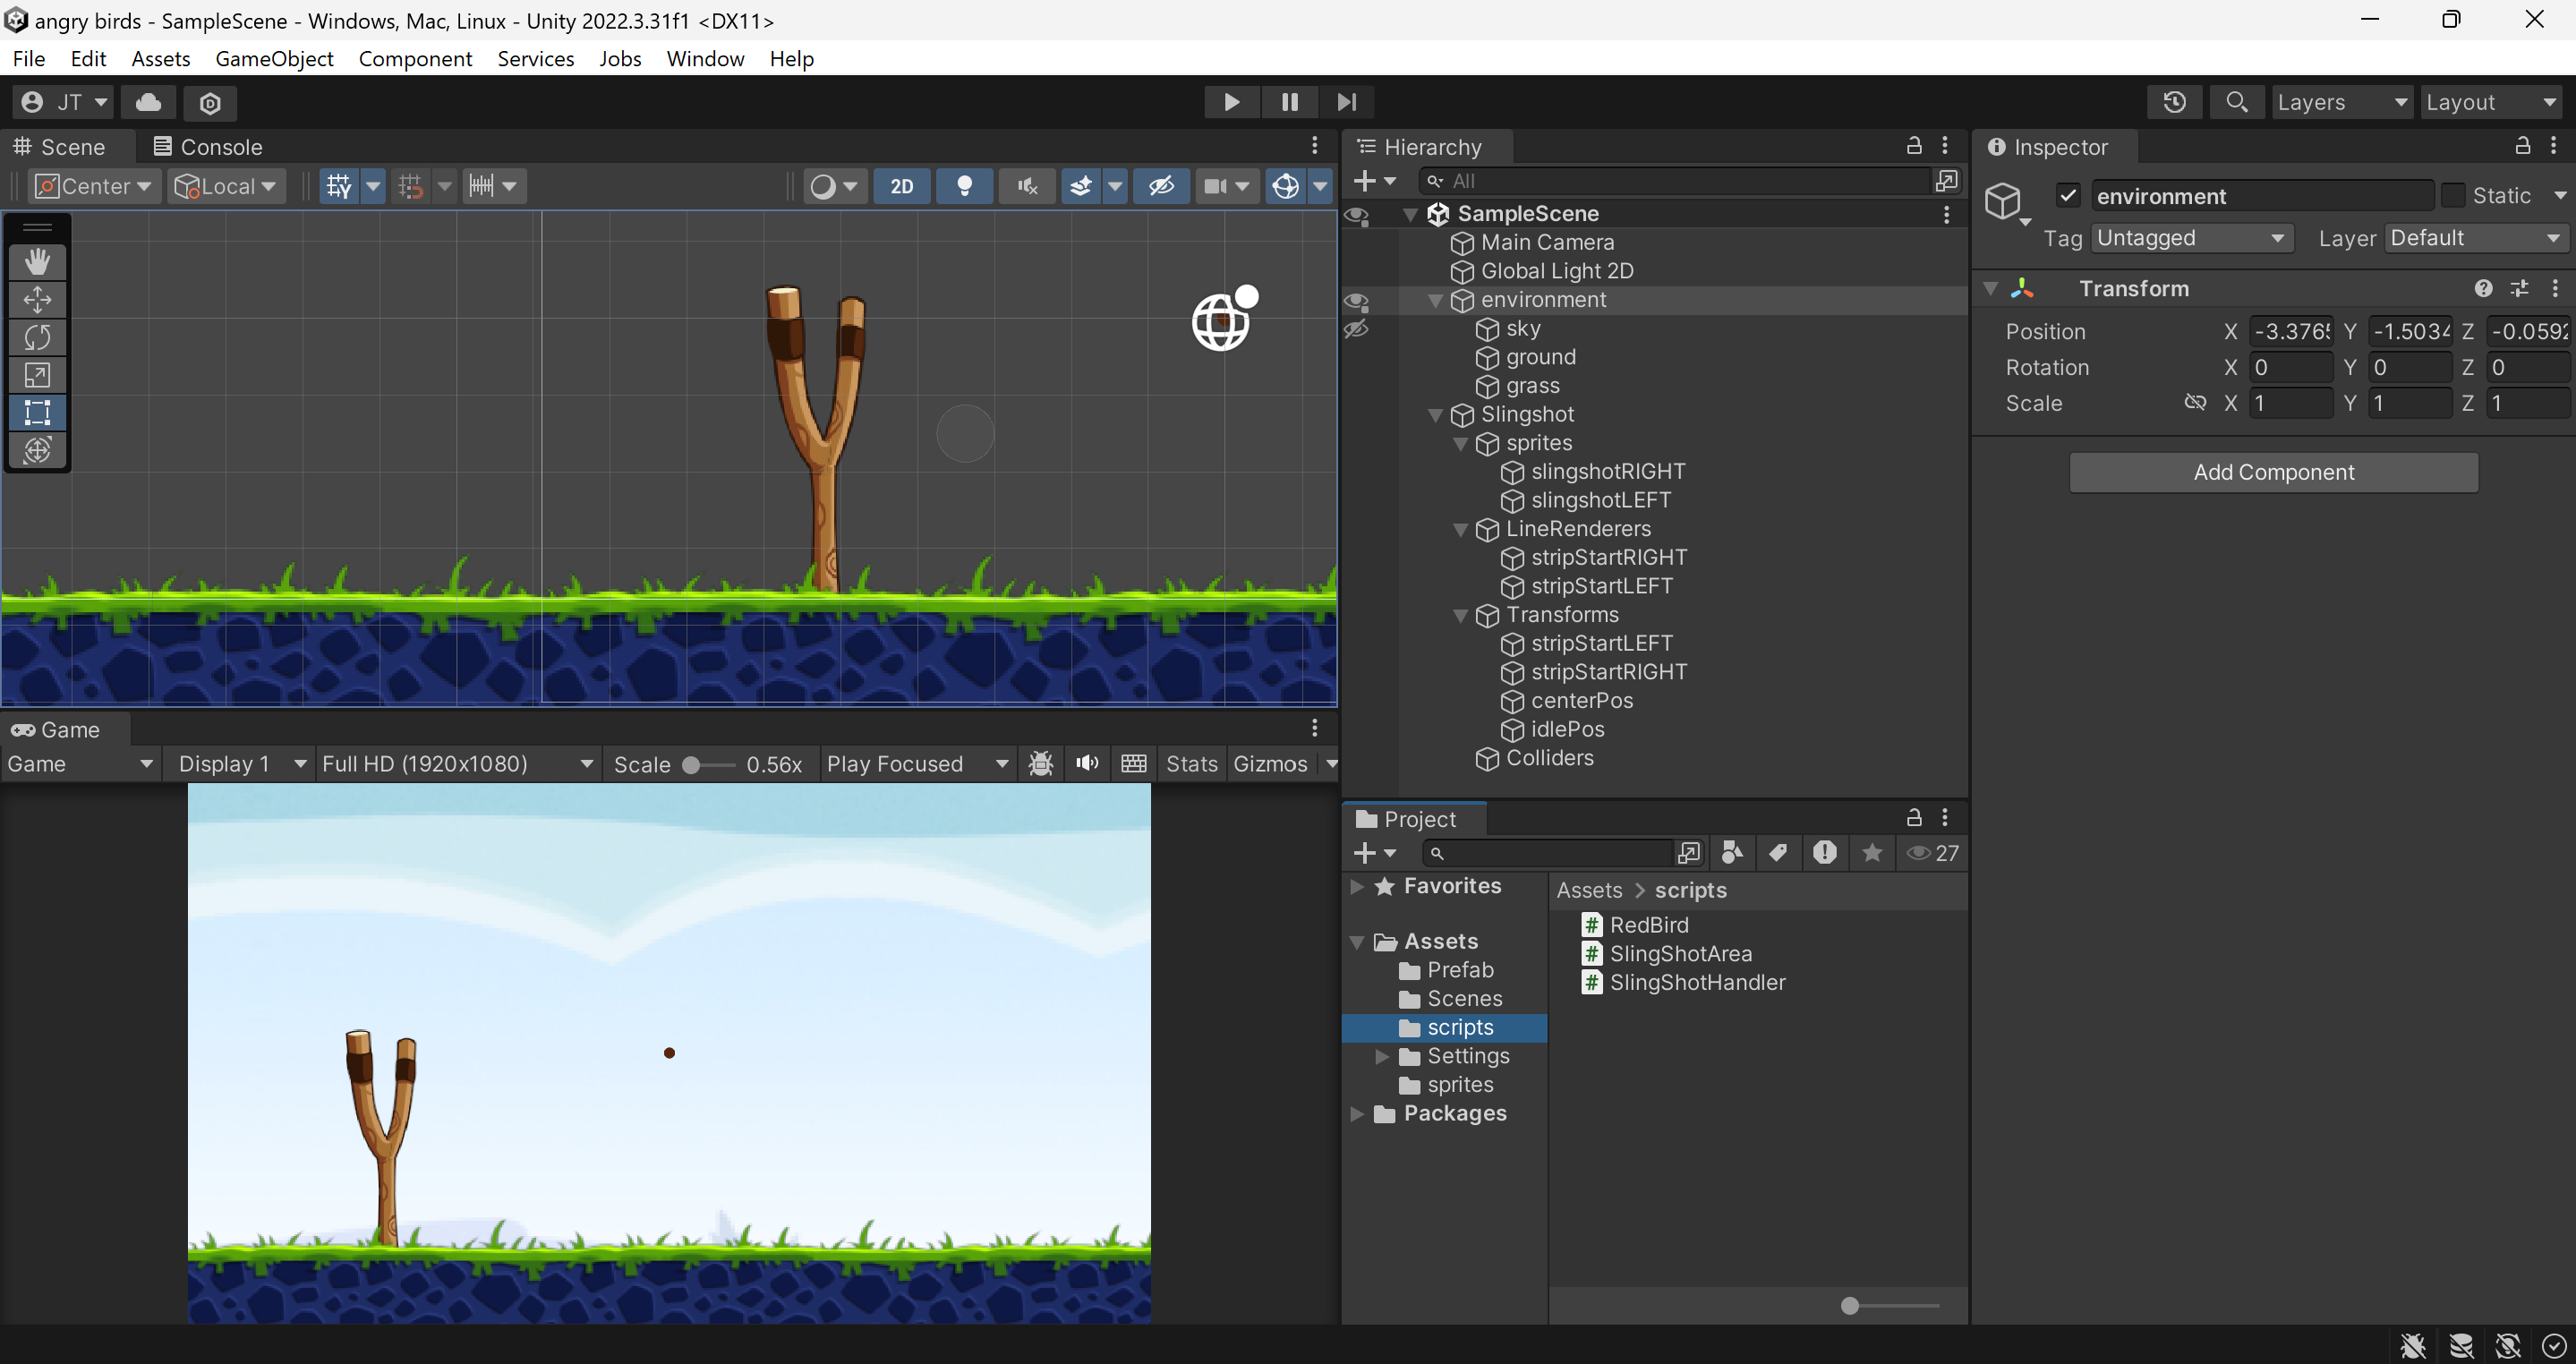 angry birds - SampleScene - Windows, Mac, Linux - Unity 2022.3.31f1 <DX11>
File Edit Assets GameObject Component Services Jobs Window Help
JT Layers Layout
Scene Console
Center Local 2D
Game
Game Display 1 Full HD (1920x1080) Scale 0.56x Play Focused Stats Gizmos
Hierarchy
All
SampleScene
Main Camera
Global Light 2D
environment
sky
ground
grass
Slingshot
sprites
slingshotRIGHT
slingshotLEFT
LineRenderers
stripStartRIGHT
stripStartLEFT
Transforms
stripStartLEFT
stripStartRIGHT
centerPos
idlePos
Colliders
Project
27
Favorites
Assets
Prefab
Scenes
scripts
Settings
sprites
Packages
Assets > scripts
# RedBird
# SlingShotArea
# SlingShotHandler
Inspector
environment Static
Tag Untagged Layer Default
Transform
Position X -3.376 Y -1.5034 Z -0.059
Rotation X 0 Y 0 Z 0
Scale X 1 Y 1 Z 1
Add Component